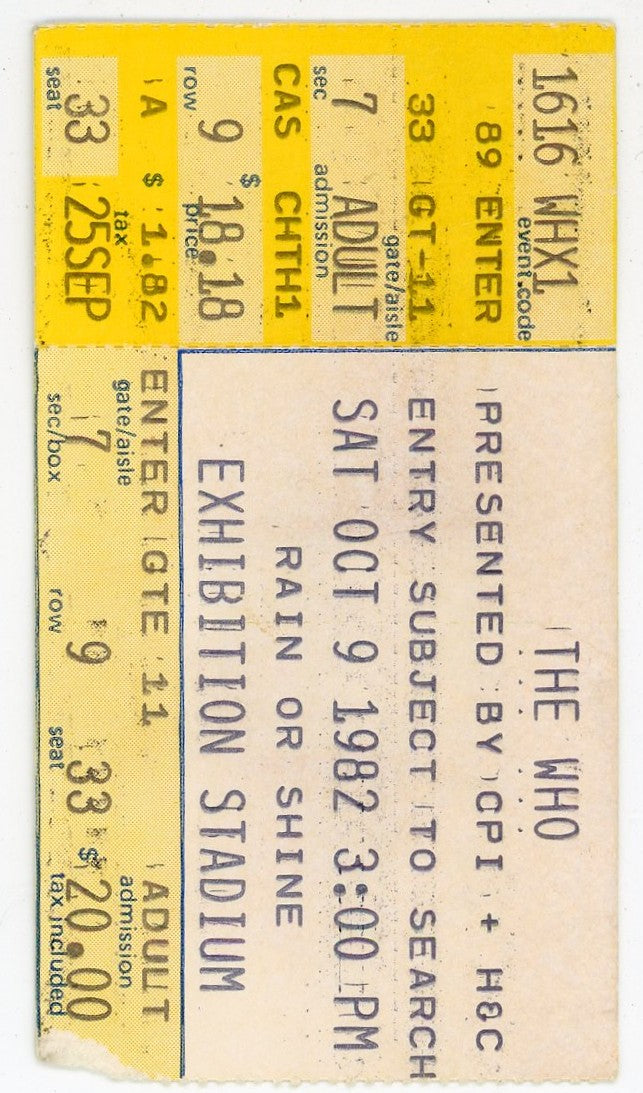 1616 WHX1
event.code
89 ENTER
33 GT-11
gate/aisle
sec admission
7 ADULT
CAS CHTH1
row $ price
9 18.18
A $ 1.82
seat tax
33 25SEP
THE WHO
PRESENTED BY CPI + H&C
ENTRY SUBJECT TO SEARCH
SAT OCT 9 1982 3:00 PM
RAIN OR SHINE
EXHIBITION STADIUM
ENTER GTE 11 ADULT
gate/aisle admission
7 9 33 $ 20.00
sec/box row seat tax included